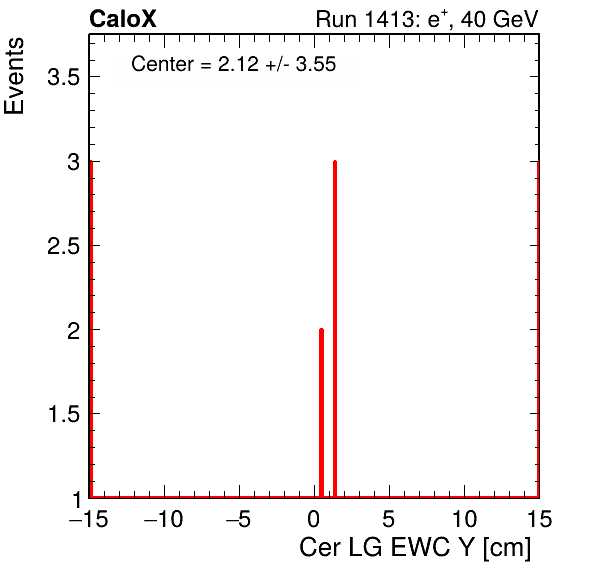 CaloX Run 1413: e⁺, 40 GeV
Center = 2.12 +/- 3.55
Events
3.5
3
2.5
2
1.5
1
−15 −10 −5 0 5 10 15
Cer LG EWC Y [cm]